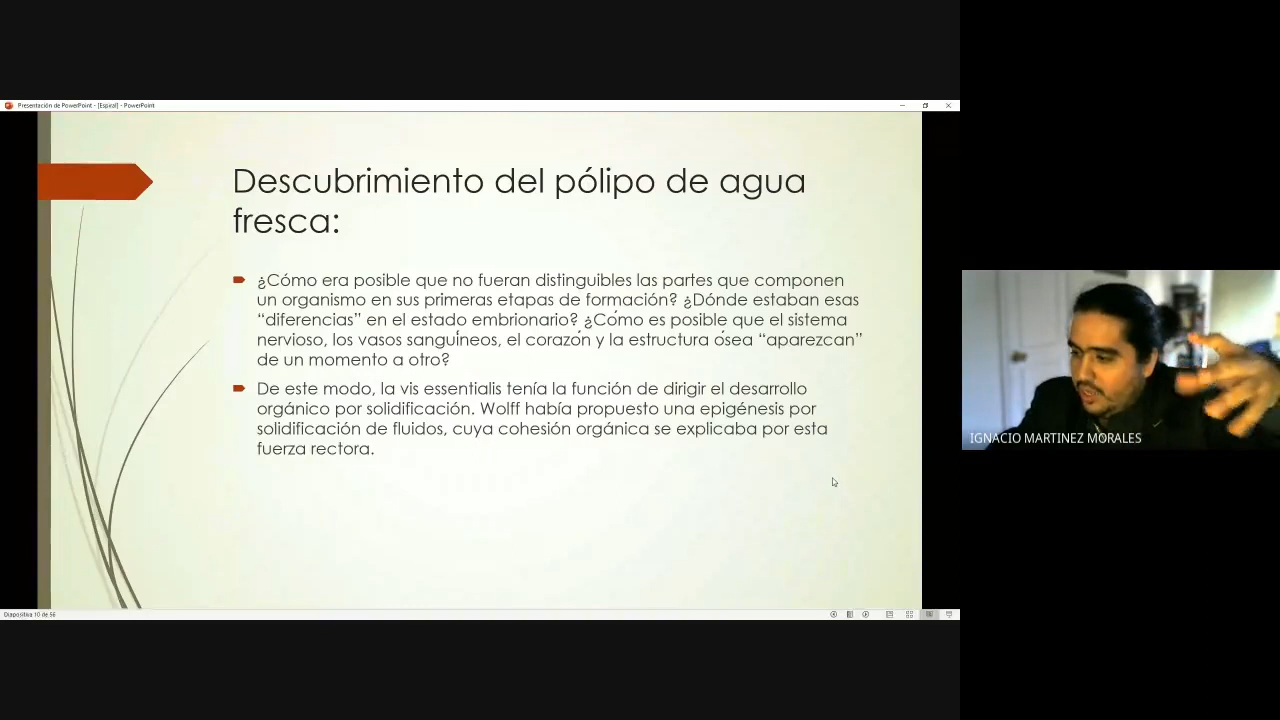 Presentación de PowerPoint - [Espiral] - PowerPoint
Descubrimiento del pólipo de agua
fresca:
¿Cómo era posible que no fueran distinguibles las partes que componen
un organismo en sus primeras etapas de formación? ¿Dónde estaban esas
“diferencias” en el estado embrionario? ¿Cómo es posible que el sistema
nervioso, los vasos sanguíneos, el corazón y la estructura ósea “aparezcan”
de un momento a otro?
De este modo, la vis essentialis tenía la función de dirigir el desarrollo
orgánico por solidificación. Wolff había propuesto una epigénesis por
solidificación de fluidos, cuya cohesión orgánica se explicaba por esta
fuerza rectora.
IGNACIO MARTINEZ MORALES
Diapositiva 10 de 56